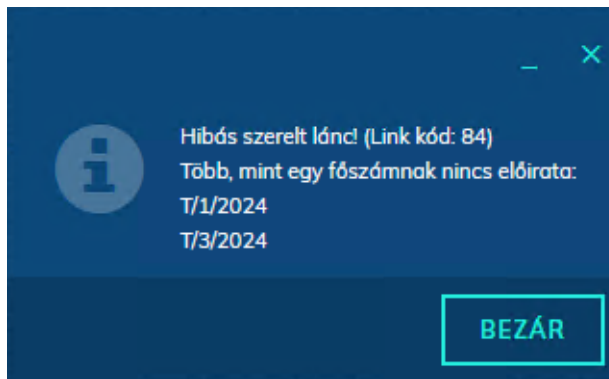 Hibás szerelt lánc! (Link kód: 84)
Több, mint egy főszámnak nincs előirata:
T/1/2024
T/3/2024
BEZÁR